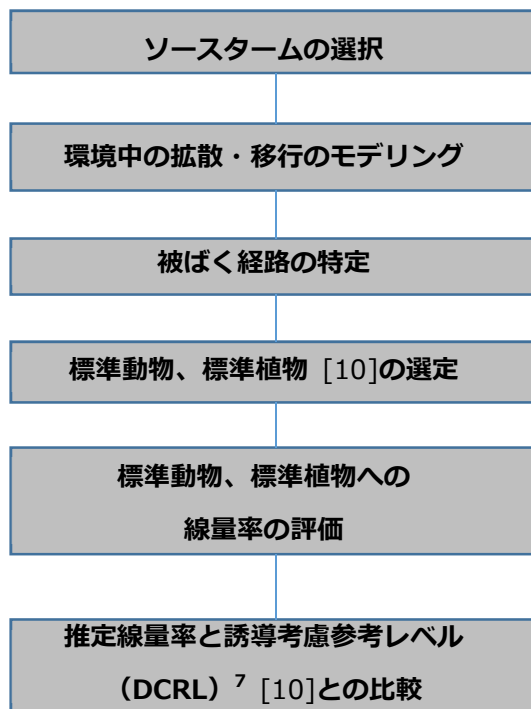 ソースタームの選択
環境中の拡散・移行のモデリング
被ばく経路の特定
標準動物、標準植物 [10]の選定
標準動物、標準植物への
線量率の評価
推定線量率と誘導考慮参考レベル
（DCRL）⁷ [10]との比較